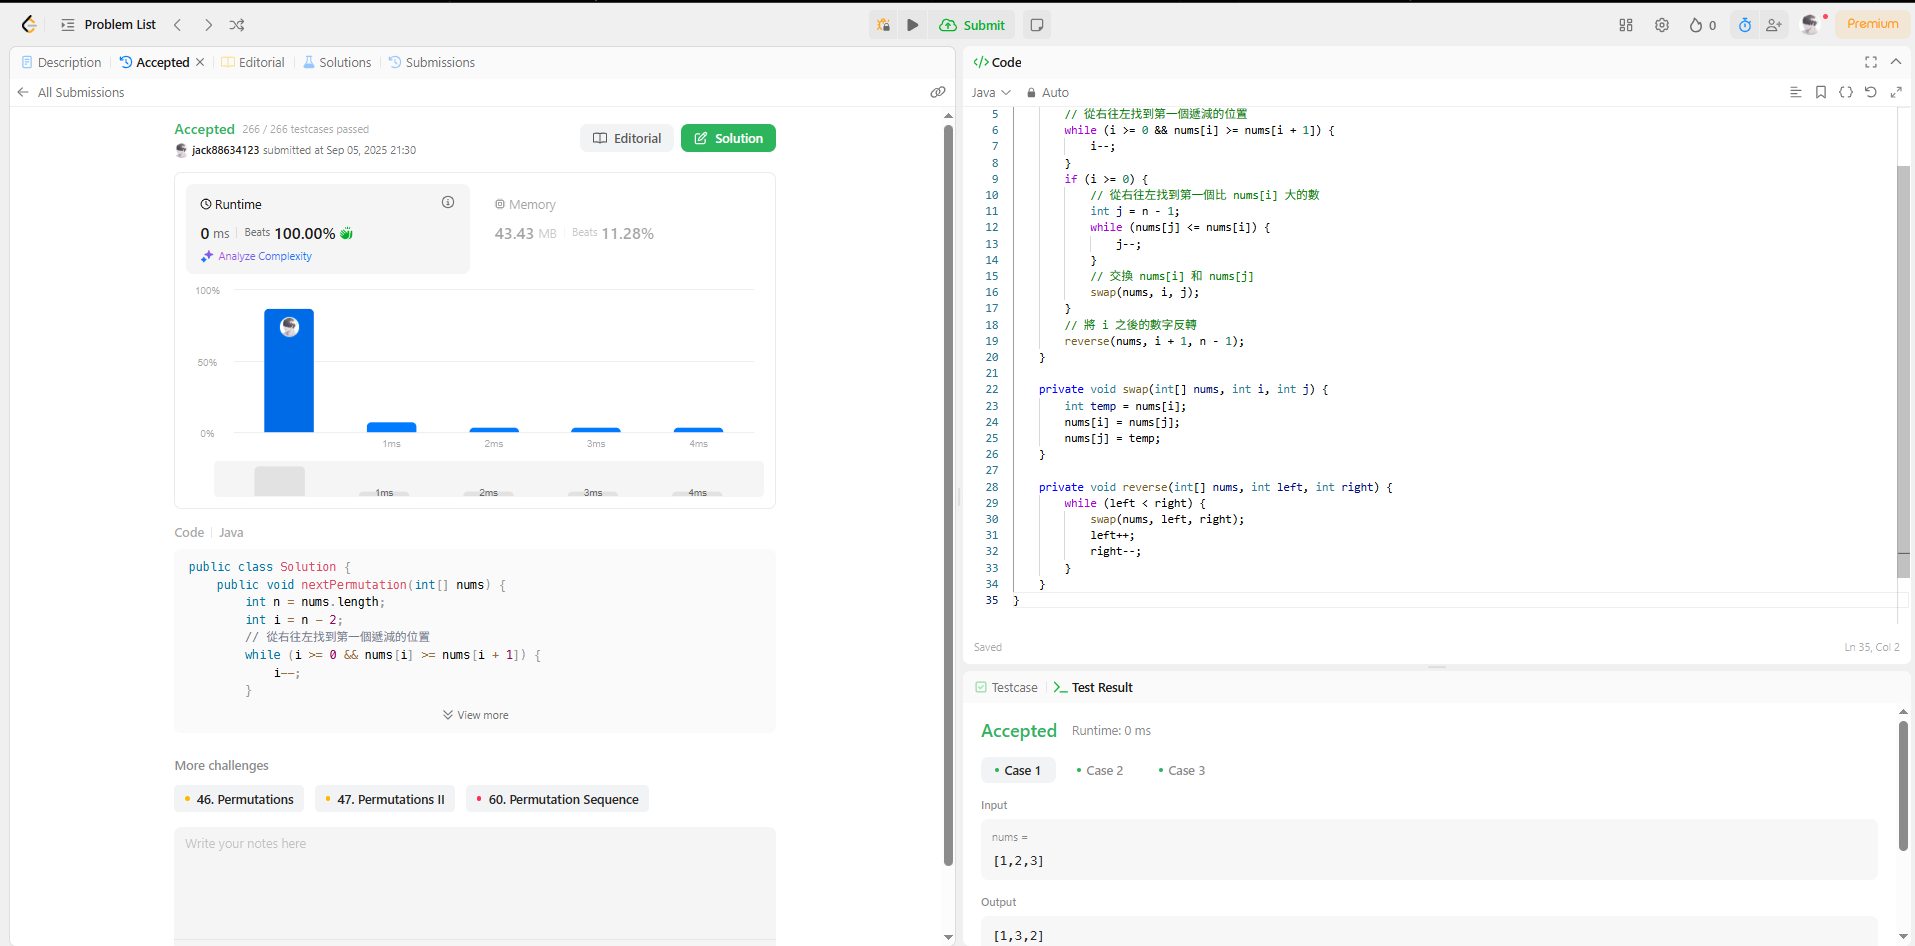 Problem List
Submit
0
Premium
Description
Accepted
Editorial
Solutions
Submissions
All Submissions
Accepted 266 / 266 testcases passed
jack88634123 submitted at Sep 05, 2025 21:30
Editorial
Solution
Runtime
0 ms Beats 100.00%
Analyze Complexity
Memory
43.43 MB Beats 11.28%
100%
50%
0%
1ms 2ms 3ms 4ms
1ms 2ms 3ms 4ms
Code Java
public class Solution {
public void nextPermutation(int[] nums) {
int n = nums.length;
int i = n - 2;
// 從右往左找到第一個遞減的位置
while (i >= 0 && nums[i] >= nums[i + 1]) {
i--;
}
View more
More challenges
46. Permutations
47. Permutations II
60. Permutation Sequence
Write your notes here
</> Code
Java Auto
5 // 從右往左找到第一個遞減的位置
6 while (i >= 0 && nums[i] >= nums[i + 1]) {
7 i--;
8 }
9 if (i >= 0) {
10 // 從右往左找到第一個比 nums[i] 大的數
11 int j = n - 1;
12 while (nums[j] <= nums[i]) {
13 j--;
14 }
15 // 交換 nums[i] 和 nums[j]
16 swap(nums, i, j);
17 }
18 // 將 i 之後的數字反轉
19 reverse(nums, i + 1, n - 1);
20 }
21
22 private void swap(int[] nums, int i, int j) {
23 int temp = nums[i];
24 nums[i] = nums[j];
25 nums[j] = temp;
26 }
27
28 private void reverse(int[] nums, int left, int right) {
29 while (left < right) {
30 swap(nums, left, right);
31 left++;
32 right--;
33 }
34 }
35 }
Saved
Ln 35, Col 2
Testcase
Test Result
Accepted Runtime: 0 ms
Case 1
Case 2
Case 3
Input
nums =
[1,2,3]
Output
[1,3,2]